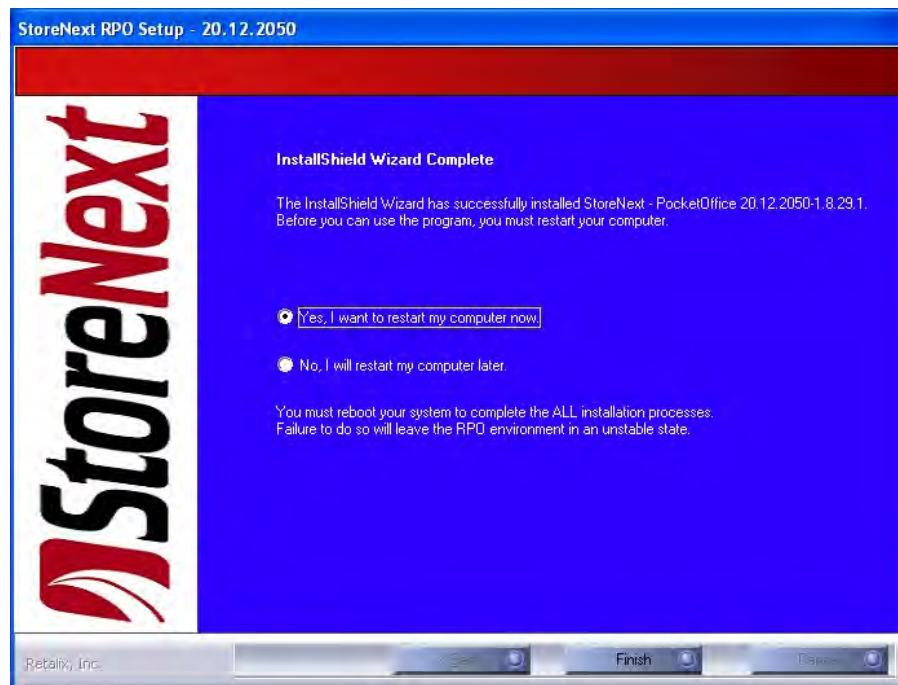 StoreNext RPO Setup - 20.12.2050
StoreNext
InstallShield Wizard Complete
The InstallShield Wizard has successfully installed StoreNext - PocketOffice 20.12.2050-1.8.29.1.
Before you can use the program, you must restart your computer.
Yes, I want to restart my computer now.
No, I will restart my computer later.
You must reboot your system to complete the ALL installation processes.
Failure to do so will leave the RPO environment in an unstable state.
Retalix, Inc.
Finish